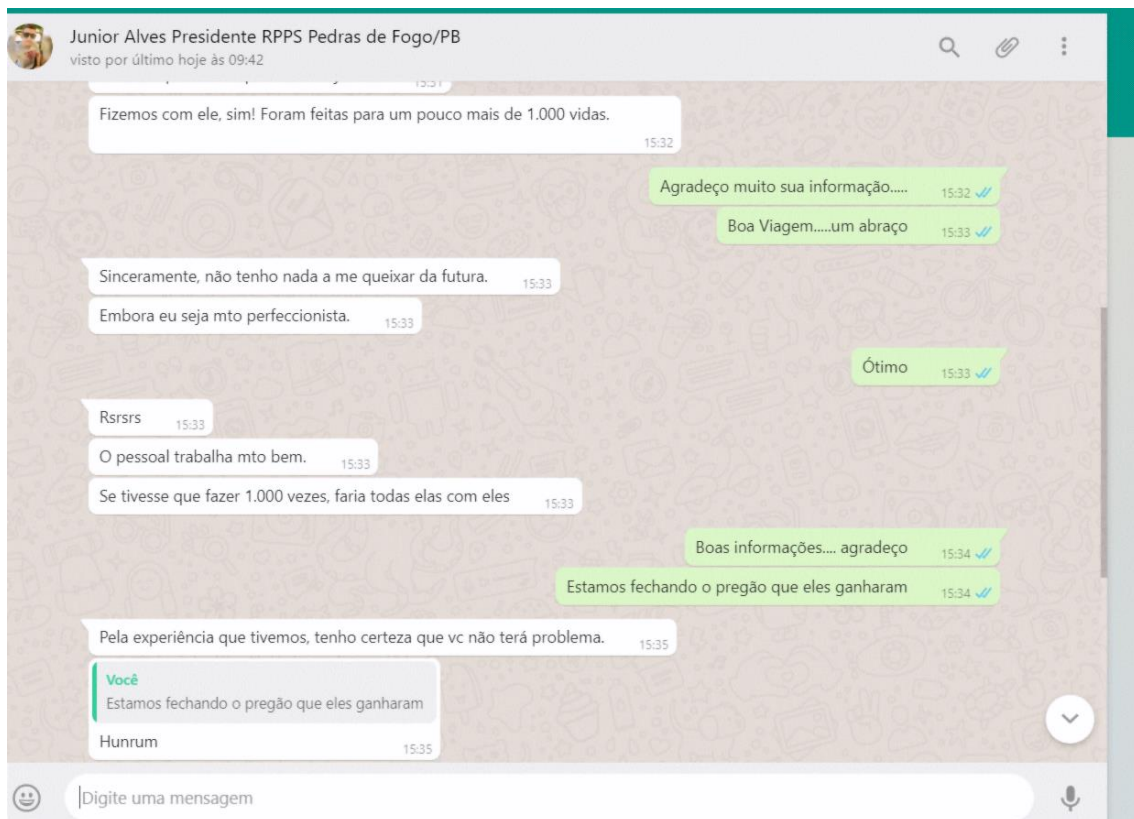 Junior Alves Presidente RPPS Pedras de Fogo/PB
visto por último hoje às 09:42
Fizemos com ele, sim! Foram feitas para um pouco mais de 1.000 vidas.
15:32
Agradeço muito sua informação..... 15:32
Boa Viagem.....um abraço 15:33
Sinceramente, não tenho nada a me queixar da futura. 15:33
Embora eu seja mto perfeccionista. 15:33
Ótimo 15:33
Rsrsrs 15:33
O pessoal trabalha mto bem. 15:33
Se tivesse que fazer 1.000 vezes, faria todas elas com eles 15:33
Boas informações.... agradeço 15:34
Estamos fechando o pregão que eles ganharam 15:34
Pela experiência que tivemos, tenho certeza que vc não terá problema. 15:35
Você
Estamos fechando o pregão que eles ganharam
Hunrum 15:35
Digite uma mensagem